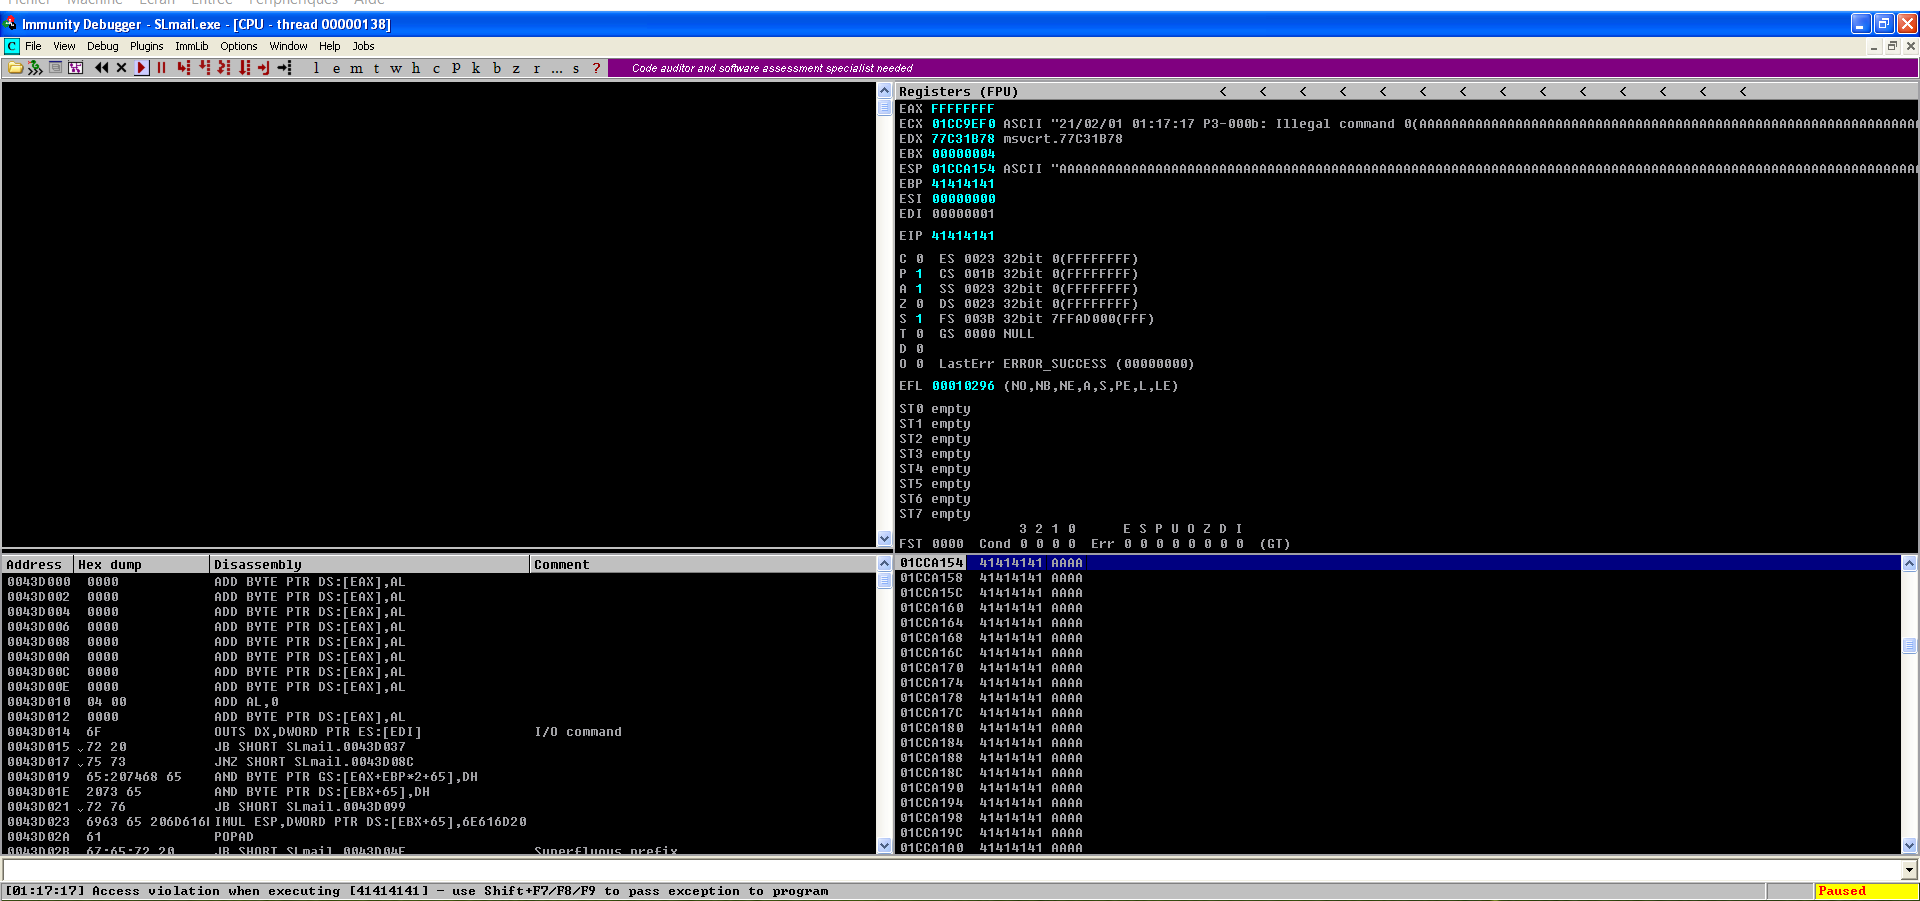 Fichier Machine Écran Entrée Périphériques Aide
Immunity Debugger - SLmail.exe - [CPU - thread 00000138]
C File View Debug Plugins ImmLib Options Window Help Jobs
l e m t w h c P k b z r ... s ? Code auditor and software assessment specialist needed
Registers (FPU) < < < < < < < < < < < < < <
EAX FFFFFFFF
ECX 01CC9EF0 ASCII "21/02/01 01:17:17 P3-000b: Illegal command 0(AAAAAAAAAAAAAAAAAAAAAAAAAAAAAAAAAAAAAAAAAAAAAAAAAAAAAAAAAAAAAA
EDX 77C31B78 msvcrt.77C31B78
EBX 00000004
ESP 01CCA154 ASCII "AAAAAAAAAAAAAAAAAAAAAAAAAAAAAAAAAAAAAAAAAAAAAAAAAAAAAAAAAAAAAAAAAAAAAAAAAAAAAAAAAAAAAAAAAAAAAAAAAAAAAAAAAAA
EBP 41414141
ESI 00000000
EDI 00000001
EIP 41414141
C 0 ES 0023 32bit 0(FFFFFFFF)
P 1 CS 001B 32bit 0(FFFFFFFF)
A 1 SS 0023 32bit 0(FFFFFFFF)
Z 0 DS 0023 32bit 0(FFFFFFFF)
S 1 FS 003B 32bit 7FFAD000(FFF)
T 0 GS 0000 NULL
D 0
O 0 LastErr ERROR_SUCCESS (00000000)
EFL 00010296 (NO,NB,NE,A,S,PE,L,LE)
ST0 empty
ST1 empty
ST2 empty
ST3 empty
ST4 empty
ST5 empty
ST6 empty
ST7 empty
3 2 1 0 E S P U O Z D I
FST 0000 Cond 0 0 0 0 Err 0 0 0 0 0 0 0 0 (GT)
Address Hex dump Disassembly Comment
0043D000 0000 ADD BYTE PTR DS:[EAX],AL
0043D002 0000 ADD BYTE PTR DS:[EAX],AL
0043D004 0000 ADD BYTE PTR DS:[EAX],AL
0043D006 0000 ADD BYTE PTR DS:[EAX],AL
0043D008 0000 ADD BYTE PTR DS:[EAX],AL
0043D00A 0000 ADD BYTE PTR DS:[EAX],AL
0043D00C 0000 ADD BYTE PTR DS:[EAX],AL
0043D00E 0000 ADD BYTE PTR DS:[EAX],AL
0043D010 04 00 ADD AL,0
0043D012 0000 ADD BYTE PTR DS:[EAX],AL
0043D014 6F OUTS DX,DWORD PTR ES:[EDI] I/O command
0043D015 72 20 JB SHORT SLmail.0043D037
0043D017 75 73 JNZ SHORT SLmail.0043D08C
0043D019 65:207468 65 AND BYTE PTR GS:[EAX+EBP*2+65],DH
0043D01E 2073 65 AND BYTE PTR DS:[EBX+65],DH
0043D021 72 76 JB SHORT SLmail.0043D099
0043D023 6963 65 206D616I IMUL ESP,DWORD PTR DS:[EBX+65],6E616D20
0043D02A 61 POPAD
0043D02B 67:65:72 20 JB SHORT SLmail.0043D04F Superfluous prefix
01CCA154 41414141 AAAA
01CCA158 41414141 AAAA
01CCA15C 41414141 AAAA
01CCA160 41414141 AAAA
01CCA164 41414141 AAAA
01CCA168 41414141 AAAA
01CCA16C 41414141 AAAA
01CCA170 41414141 AAAA
01CCA174 41414141 AAAA
01CCA178 41414141 AAAA
01CCA17C 41414141 AAAA
01CCA180 41414141 AAAA
01CCA184 41414141 AAAA
01CCA188 41414141 AAAA
01CCA18C 41414141 AAAA
01CCA190 41414141 AAAA
01CCA194 41414141 AAAA
01CCA198 41414141 AAAA
01CCA19C 41414141 AAAA
01CCA1A0 41414141 AAAA
[01:17:17] Access violation when executing [41414141] - use Shift+F7/F8/F9 to pass exception to program Paused